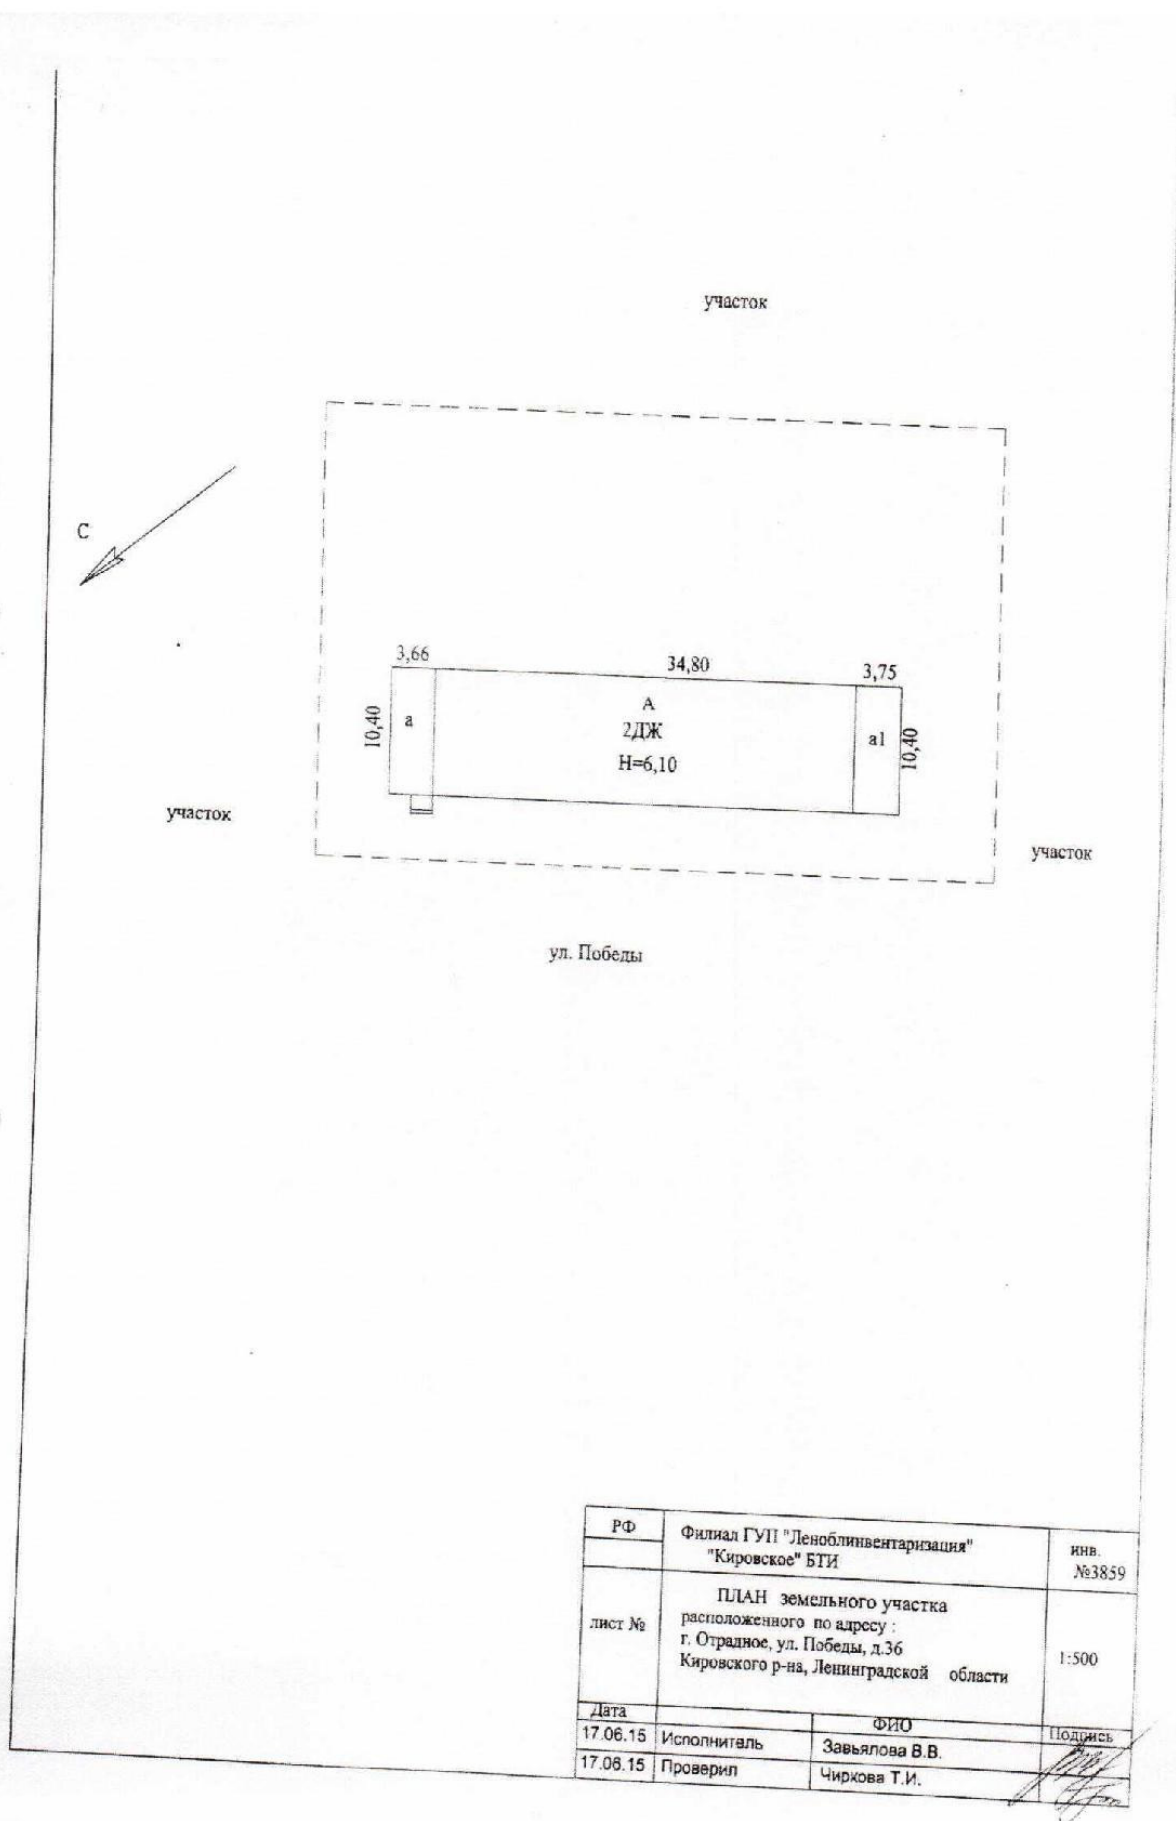 участок
С
3,66
34,80
3,75
10,40
а
А
2ДЖ
Н=6,10
а1
10,40
участок
участок
ул. Победы
РФ
Филиал ГУП "Леноблинвентаризация"
"Кировское" БТИ
инв.
№3859
лист №
ПЛАН земельного участка
расположенного по адресу :
г. Отрадное, ул. Победы, д.36
Кировского р-на, Ленинградской области
1:500
Дата
ФИО
Подпись
17.06.15 Исполнитель Завьялова В.В.
17.06.15 Проверил Чиркова Т.И.